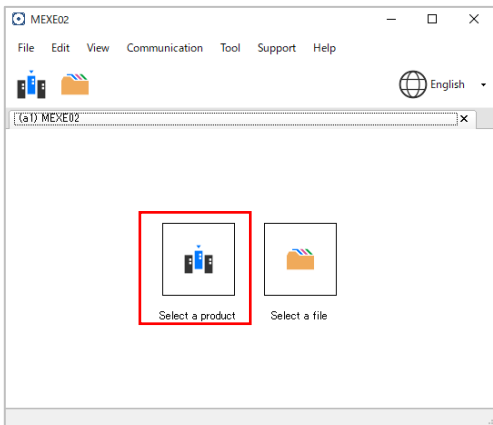 MEXE02
File Edit View Communication Tool Support Help
English
(a1) MEXE02
Select a product Select a file